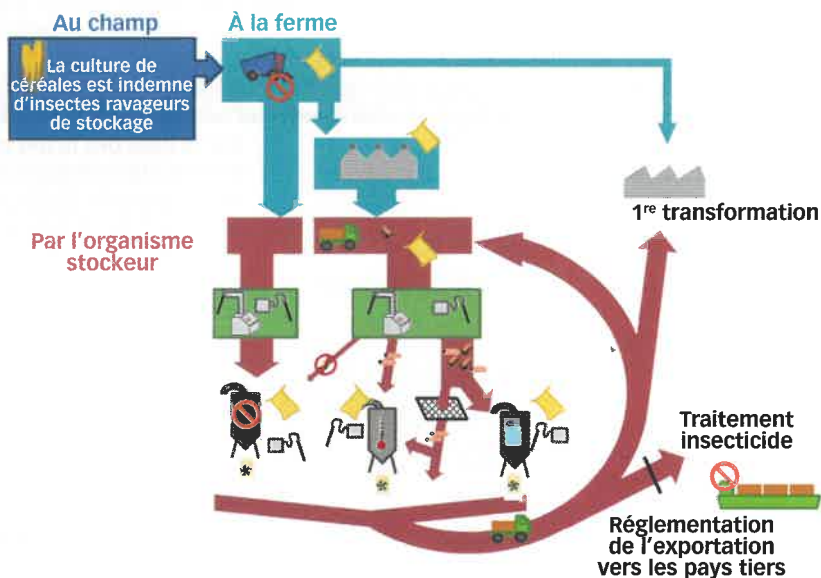 Au champ
À la ferme
La culture de
céréales est indemne
d'insectes ravageurs
de stockage
1re transformation
Par l'organisme
stockeur
Traitement
insecticide
Réglementation
de l'exportation
vers les pays tiers